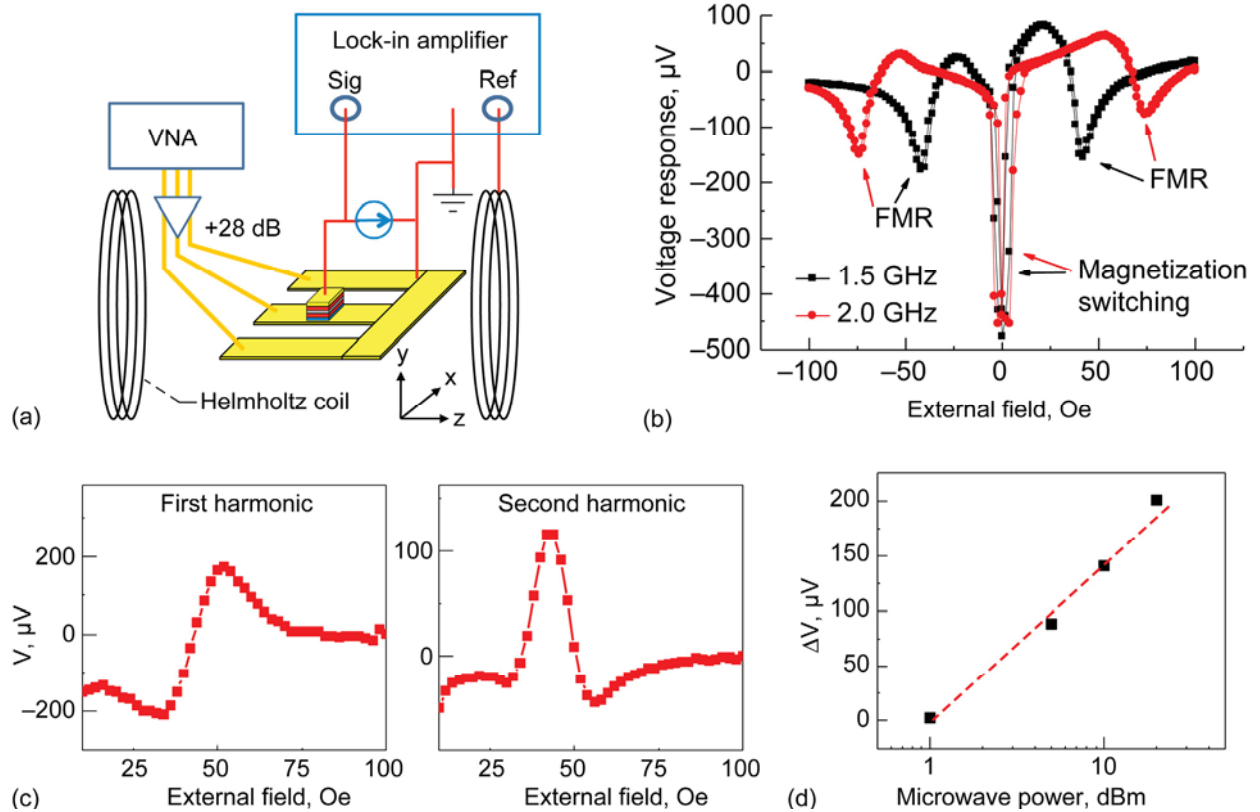 Lock-in amplifier
Sig
Ref
VNA
+28 dB
Helmholtz coil
y
x
z
(a)
Voltage response, µV
100
0
–100
–200
–300
–400
–500
FMR
FMR
1.5 GHz
2.0 GHz
Magnetization
switching
–100
–50
0
50
100
External field, Oe
(b)
First harmonic
V, µV
200
0
–200
25
50
75
100
External field, Oe
(c)
Second harmonic
100
0
25
50
75
100
External field, Oe
ΔV, µV
200
150
100
50
0
1
10
Microwave power, dBm
(d)